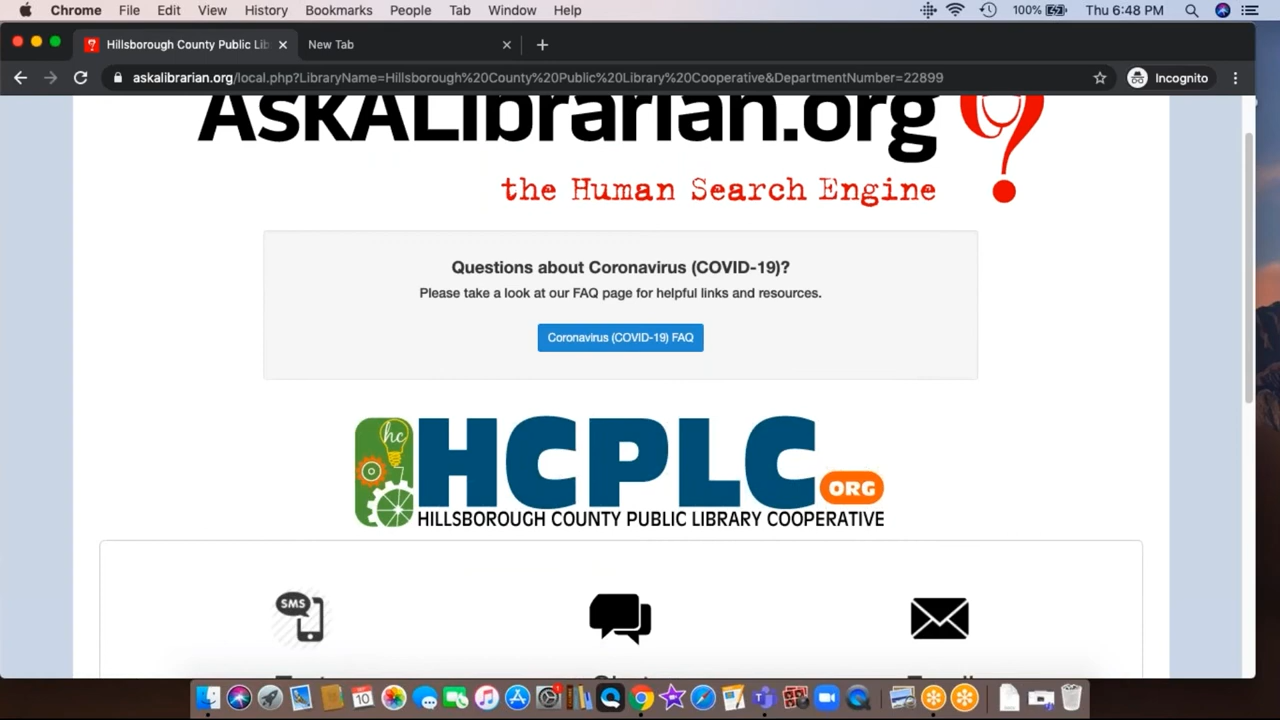 Chrome File Edit View History Bookmarks People Tab Window Help 100% Thu 6:48 PM
Hillsborough County Public Lib New Tab
askalibrarian.org/local.php?LibraryName=Hillsborough%20County%20Public%20Library%20Cooperative&DepartmentNumber=22899 Incognito
AskALibrarian.org
the Human Search Engine
Questions about Coronavirus (COVID-19)?
Please take a look at our FAQ page for helpful links and resources.
Coronavirus (COVID-19) FAQ
hc
HCPLC ORG
HILLSBOROUGH COUNTY PUBLIC LIBRARY COOPERATIVE
SMS
10